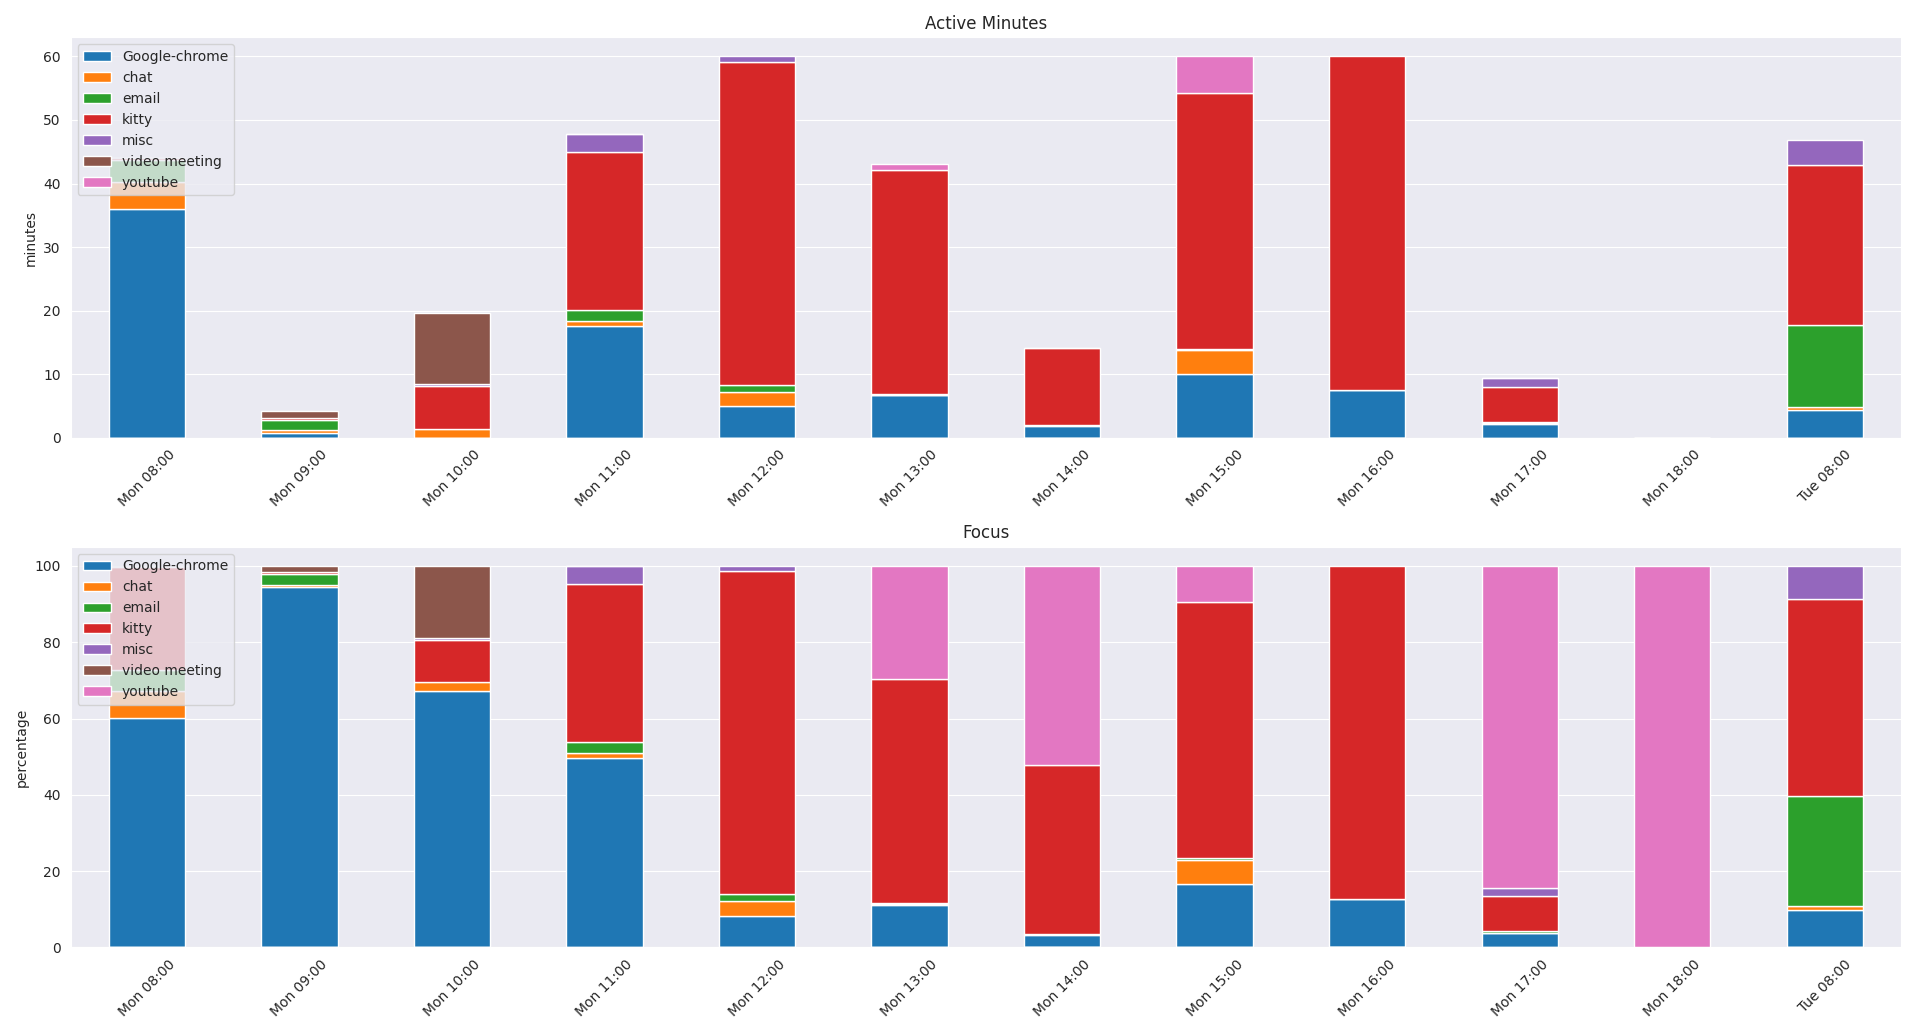 Active Minutes
Google-chrome
chat
email
kitty
misc
video meeting
youtube
60
50
40
30
20
10
0
minutes
Mon 08:00
Mon 09:00
Mon 10:00
Mon 11:00
Mon 12:00
Mon 13:00
Mon 14:00
Mon 15:00
Mon 16:00
Mon 17:00
Mon 18:00
Tue 08:00
Focus
Google-chrome
chat
email
kitty
misc
video meeting
youtube
100
80
60
40
20
0
percentage
Mon 08:00
Mon 09:00
Mon 10:00
Mon 11:00
Mon 12:00
Mon 13:00
Mon 14:00
Mon 15:00
Mon 16:00
Mon 17:00
Mon 18:00
Tue 08:00